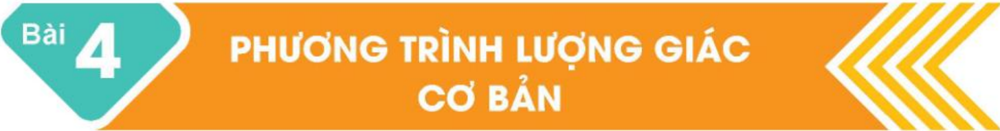 Bài 4
PHƯƠNG TRÌNH LƯỢNG GIÁC
CƠ BẢN